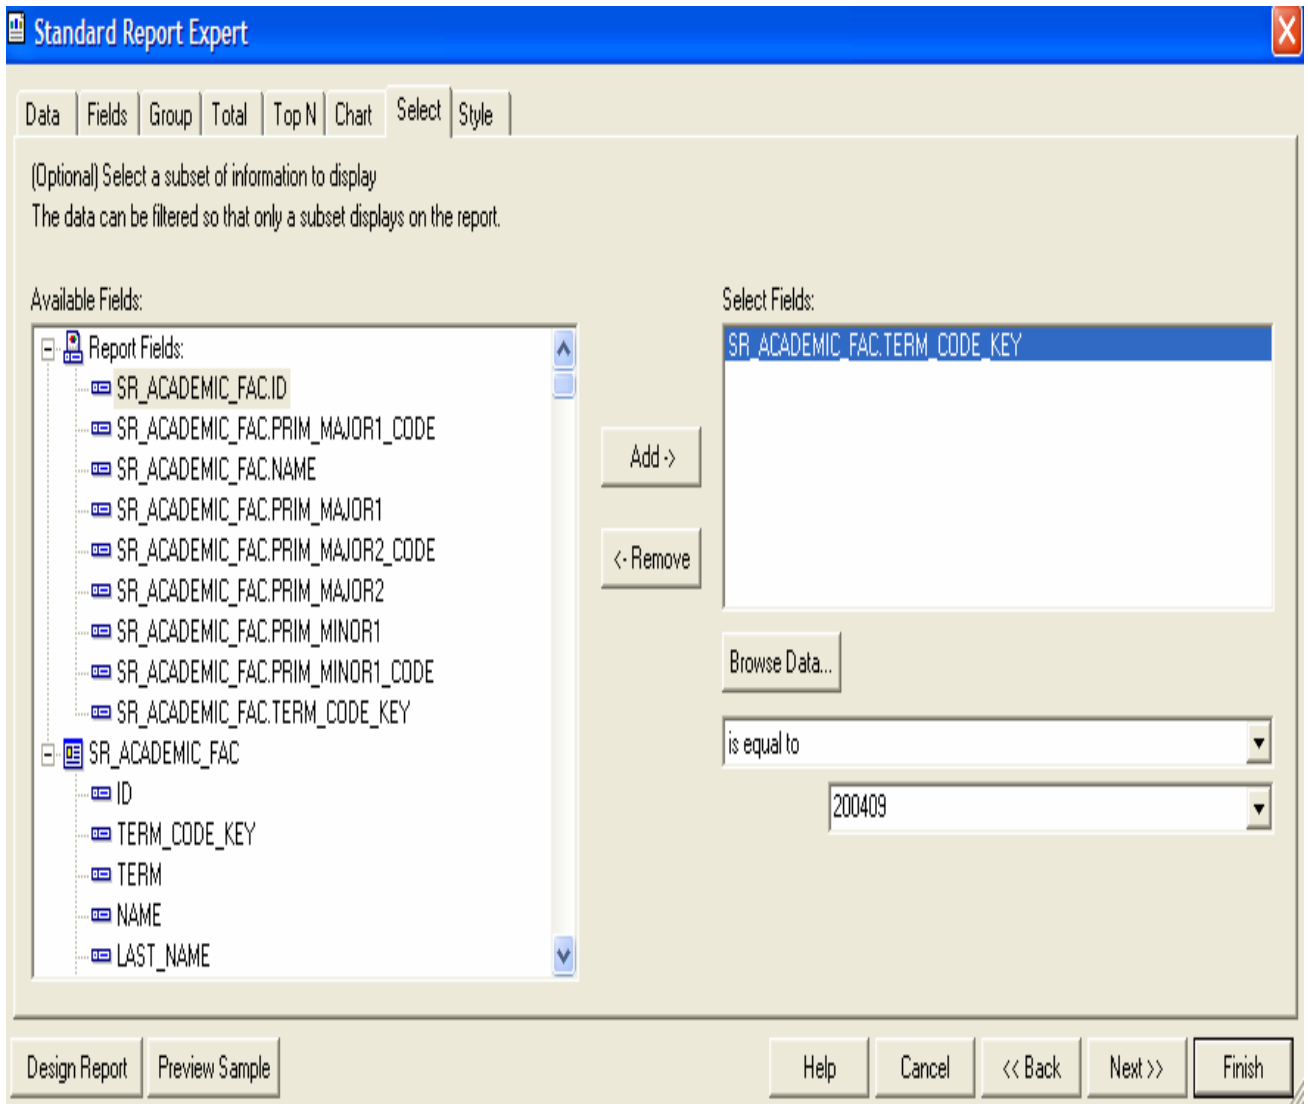 Standard Report Expert
Data Fields Group Total Top N Chart Select Style
(Optional) Select a subset of information to display
The data can be filtered so that only a subset displays on the report.
Available Fields:
Report Fields:
SR_ACADEMIC_FAC.ID
SR_ACADEMIC_FAC.PRIM_MAJOR1_CODE
SR_ACADEMIC_FAC.NAME
SR_ACADEMIC_FAC.PRIM_MAJOR1
SR_ACADEMIC_FAC.PRIM_MAJOR2_CODE
SR_ACADEMIC_FAC.PRIM_MAJOR2
SR_ACADEMIC_FAC.PRIM_MINOR1
SR_ACADEMIC_FAC.PRIM_MINOR1_CODE
SR_ACADEMIC_FAC.TERM_CODE_KEY
SR_ACADEMIC_FAC
ID
TERM_CODE_KEY
TERM
NAME
LAST_NAME
Add ->
<- Remove
Select Fields:
SR_ACADEMIC_FAC.TERM_CODE_KEY
Browse Data...
is equal to
200409
Design Report Preview Sample Help Cancel << Back Next >> Finish